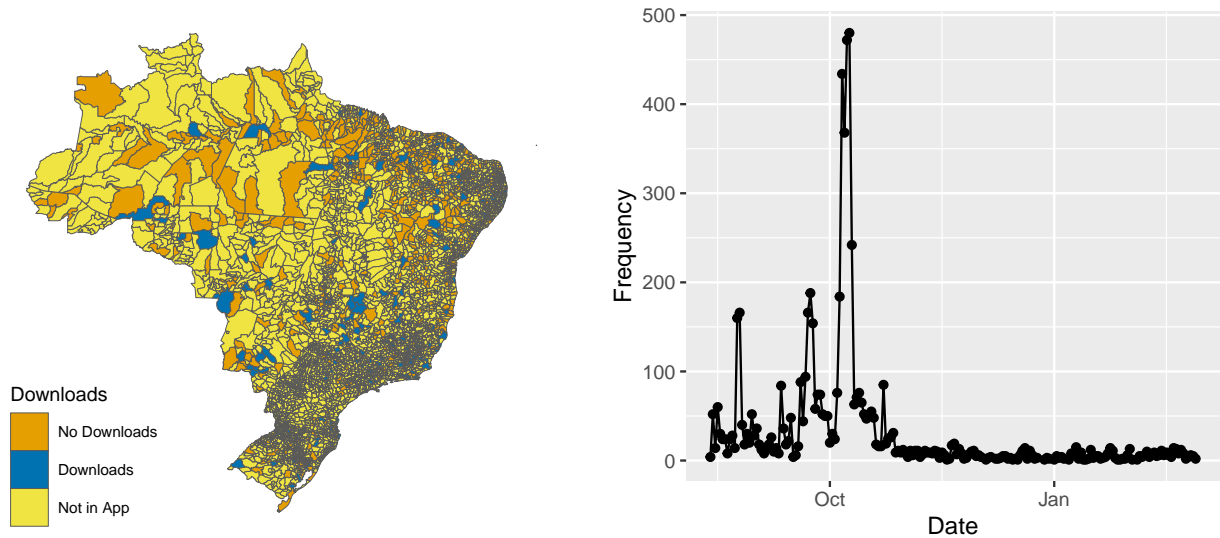 Downloads
No Downloads
Downloads
Not in App
500
400
300
200
100
0
Frequency
Oct
Jan
Date